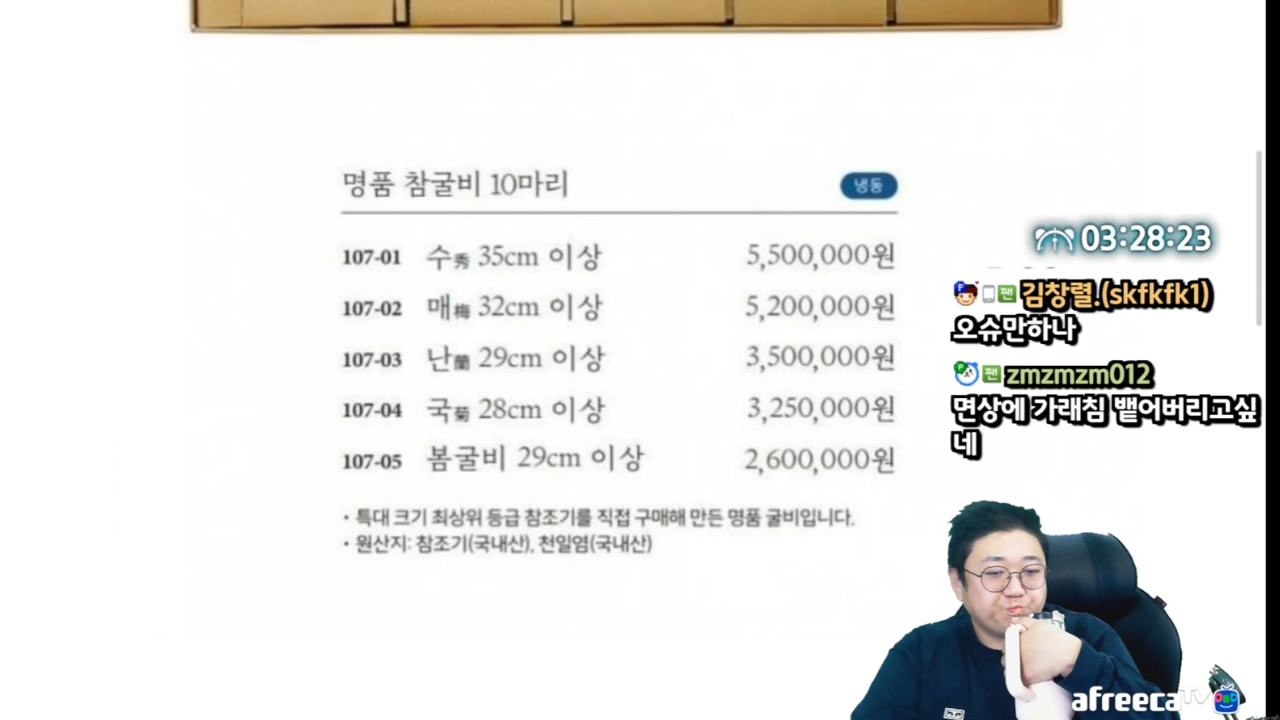 명품 참굴비 10마리
냉동
107-01 수秀 35cm 이상 5,500,000원
107-02 매梅 32cm 이상 5,200,000원
107-03 난蘭 29cm 이상 3,500,000원
107-04 국菊 28cm 이상 3,250,000원
107-05 봄굴비 29cm 이상 2,600,000원
• 특대 크기 최상위 등급 참조기를 직접 구매해 만든 명품 굴비입니다.
• 원산지: 참조기(국내산), 천일염(국내산)
03:28:23
F 팬 김창렬.(skfkfk1)
오슈만하나
F 팬 zmzmzm012
면상에 가래침 뱉어버리고싶
네
afreecaTV